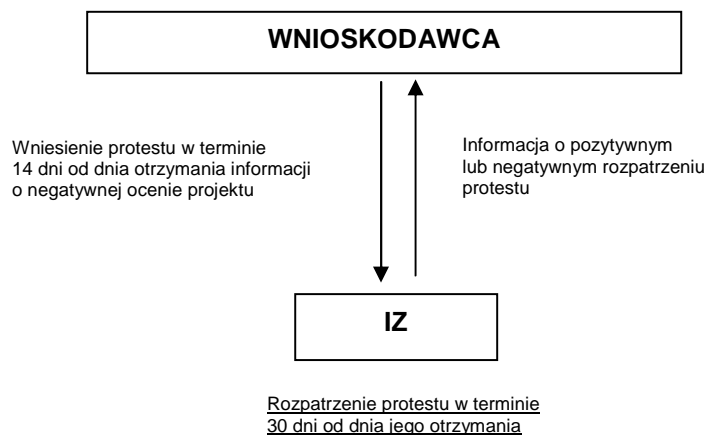 WNIOSKODAWCA
Wniesienie protestu w terminie
14 dni od dnia otrzymania informacji
o negatywnej ocenie projektu
Informacja o pozytywnym
lub negatywnym rozpatrzeniu
protestu
IZ
Rozpatrzenie protestu w terminie
30 dni od dnia jego otrzymania